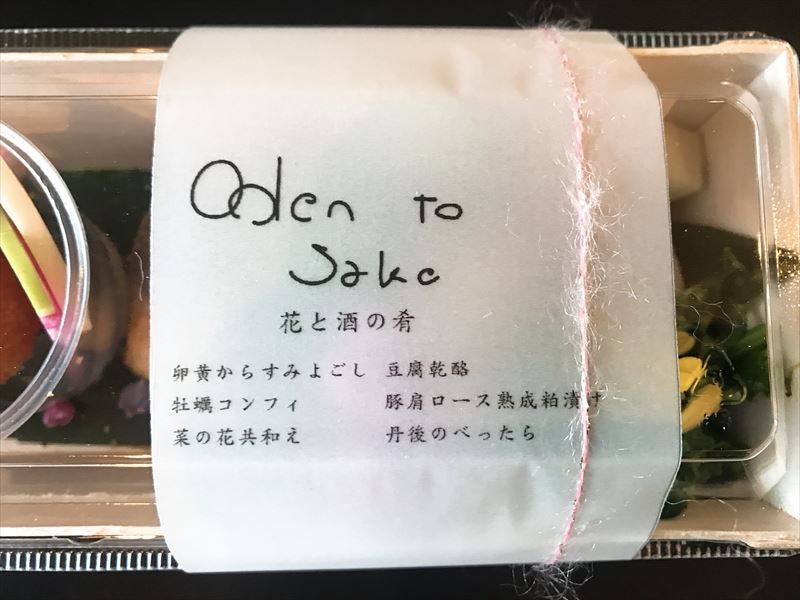 Oden to
Sake
花と酒の肴
卵黄からすみよごし 豆腐乾酪
牡蠣コンフィ 豚肩ロース熟成粕漬け
菜の花共和え 丹後のべったら